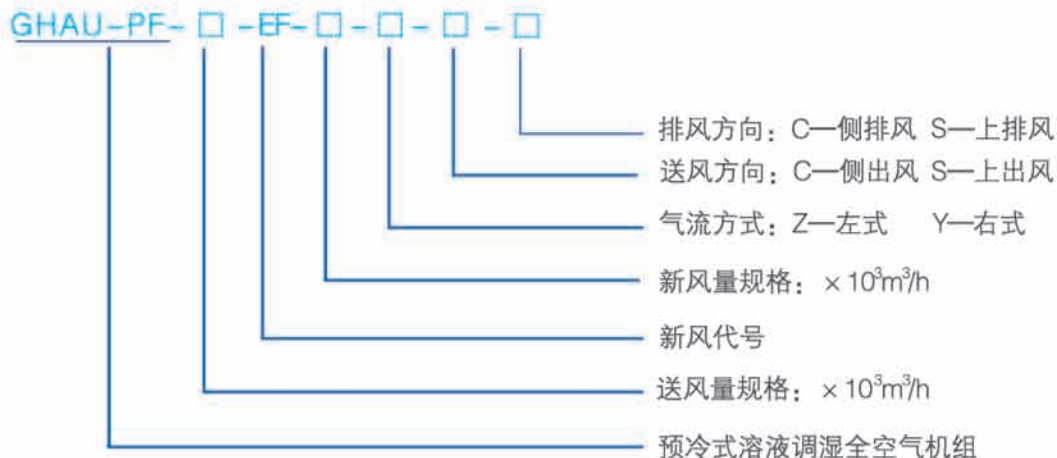 GHAU-PF-□-EF-□-□-□-□
排风方向：C—侧排风 S—上排风
送风方向：C—侧出风 S—上出风
气流方式：Z—左式 Y—右式
新风量规格：×10³m³/h
新风代号
送风量规格：×10³m³/h
预冷式溶液调湿全空气机组